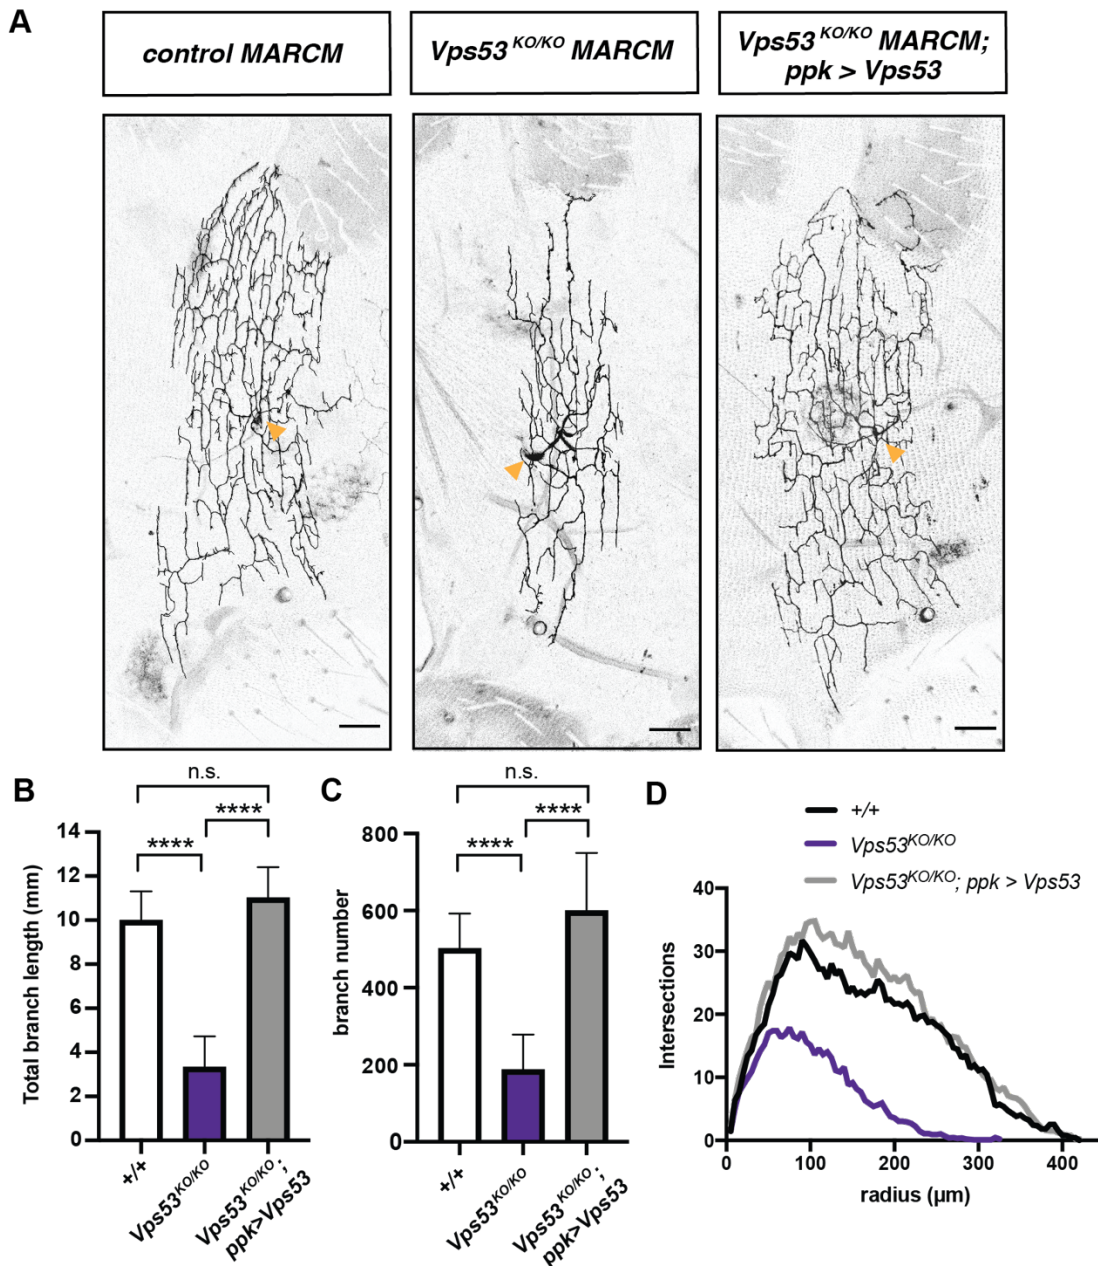 A
control MARCM
Vps53 KO/KO MARCM
Vps53 KO/KO MARCM;
ppk > Vps53
B
n.s.
****
****
Total branch length (mm)
14
12
10
8
6
4
2
0
+/+
Vps53KO/KO
Vps53KO/KO;
ppk>Vps53
C
n.s.
****
****
branch number
800
600
400
200
0
+/+
Vps53KO/KO
Vps53KO/KO;
ppk>Vps53
D
+/+
Vps53KO/KO
Vps53KO/KO; ppk > Vps53
Intersections
40
30
20
10
0
0 100 200 300 400
radius (µm)